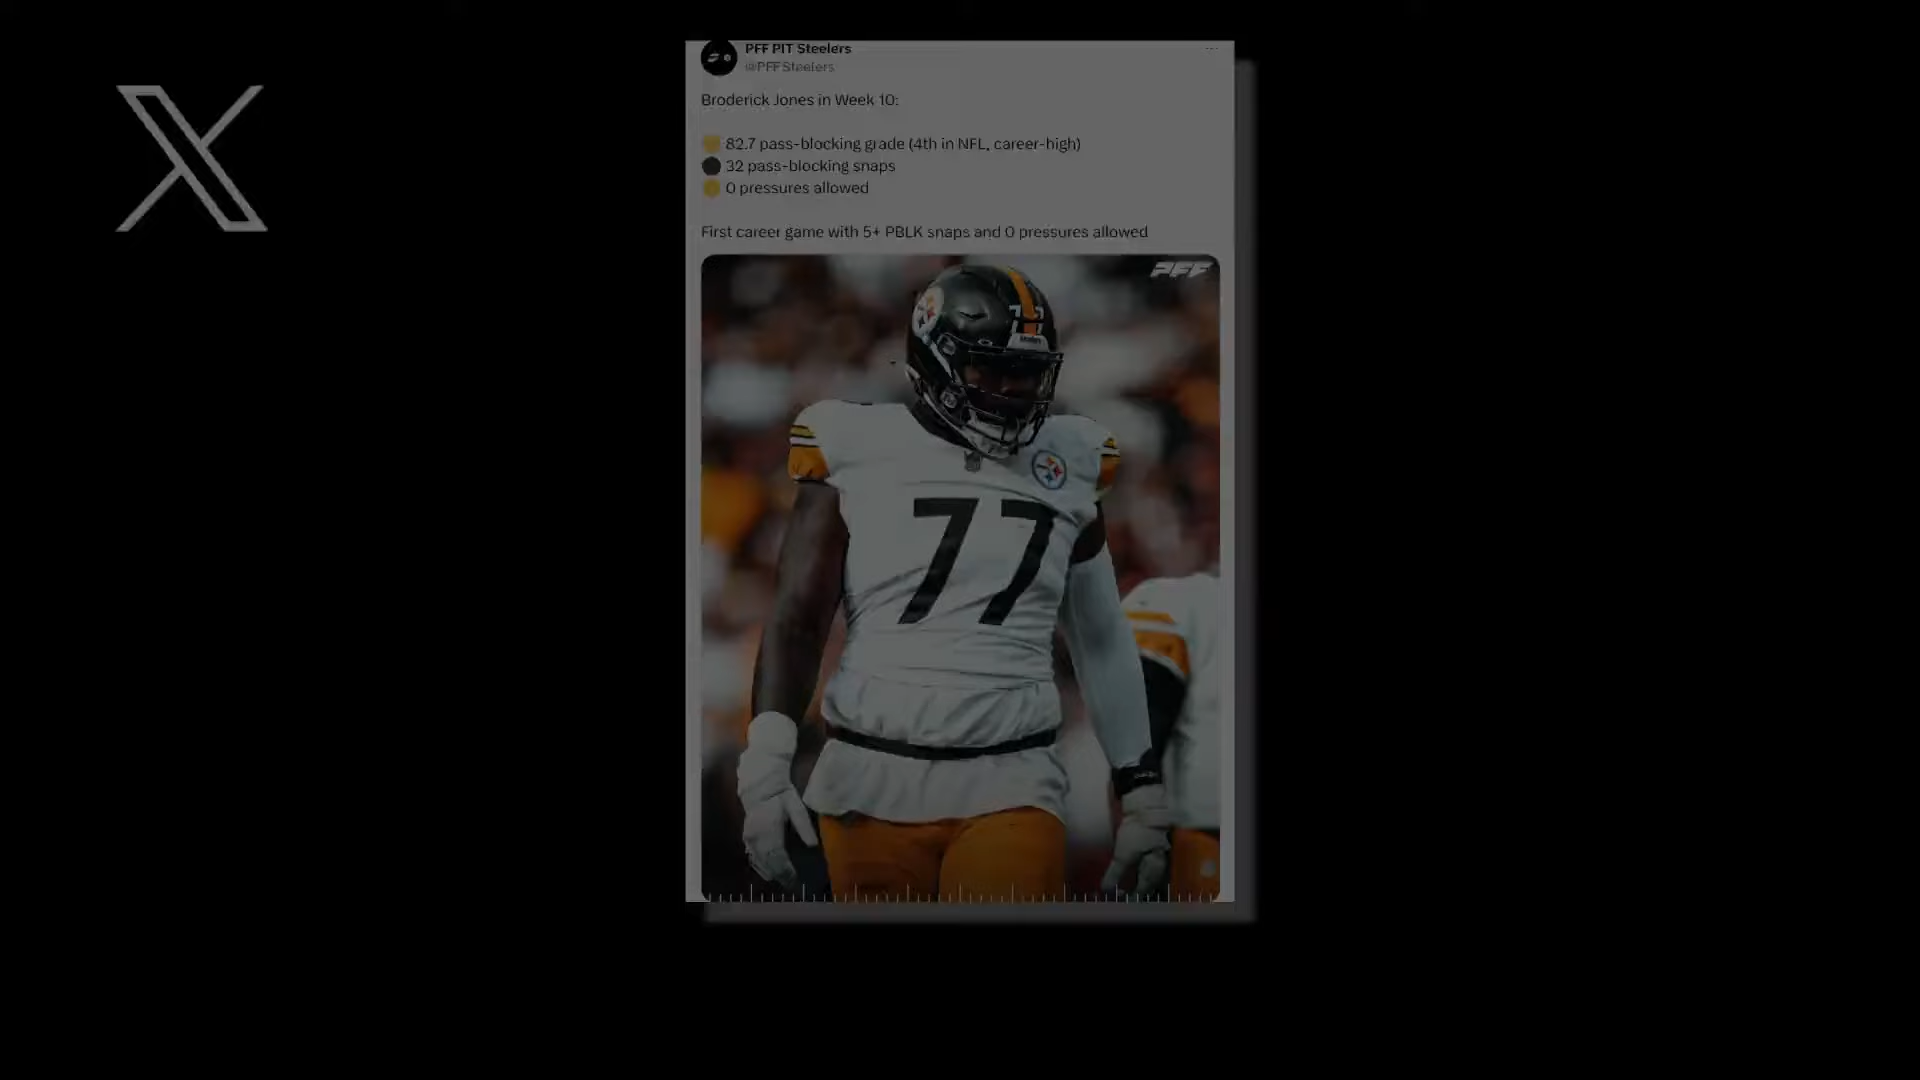 PFF PIT Steelers
@PFFSteelers
Broderick Jones in Week 10:
82.7 pass-blocking grade (4th in NFL, career-high)
32 pass-blocking snaps
0 pressures allowed
First career game with 5+ PBLK snaps and 0 pressures allowed
PFF
77
77